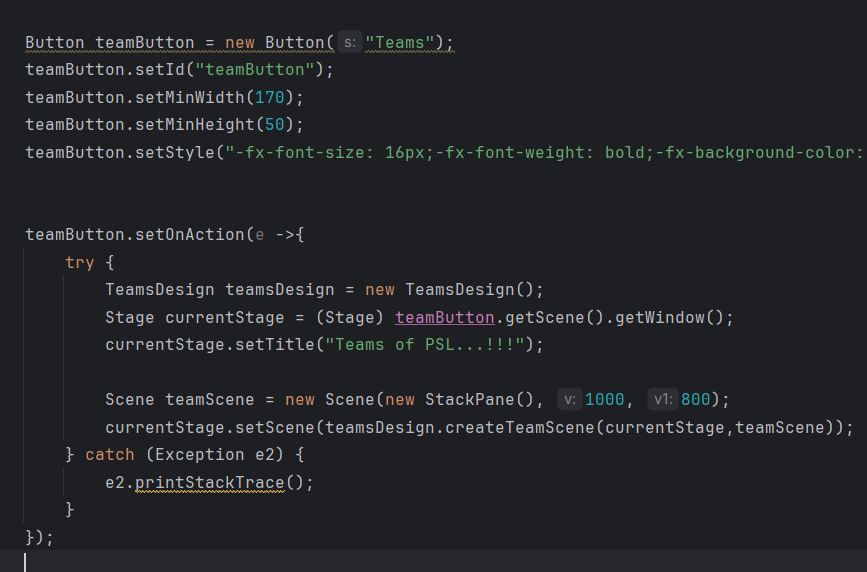 Button teamButton = new Button( s: "Teams");
teamButton.setId("teamButton");
teamButton.setMinWidth(170);
teamButton.setMinHeight(50);
teamButton.setStyle("-fx-font-size: 16px;-fx-font-weight: bold;-fx-background-color:
teamButton.setOnAction(e ->{
    try {
        TeamsDesign teamsDesign = new TeamsDesign();
        Stage currentStage = (Stage) teamButton.getScene().getWindow();
        currentStage.setTitle("Teams of PSL...!!!");
        Scene teamScene = new Scene(new StackPane(), v: 1000, v1: 800);
        currentStage.setScene(teamsDesign.createTeamScene(currentStage,teamScene));
    } catch (Exception e2) {
        e2.printStackTrace();
    }
});